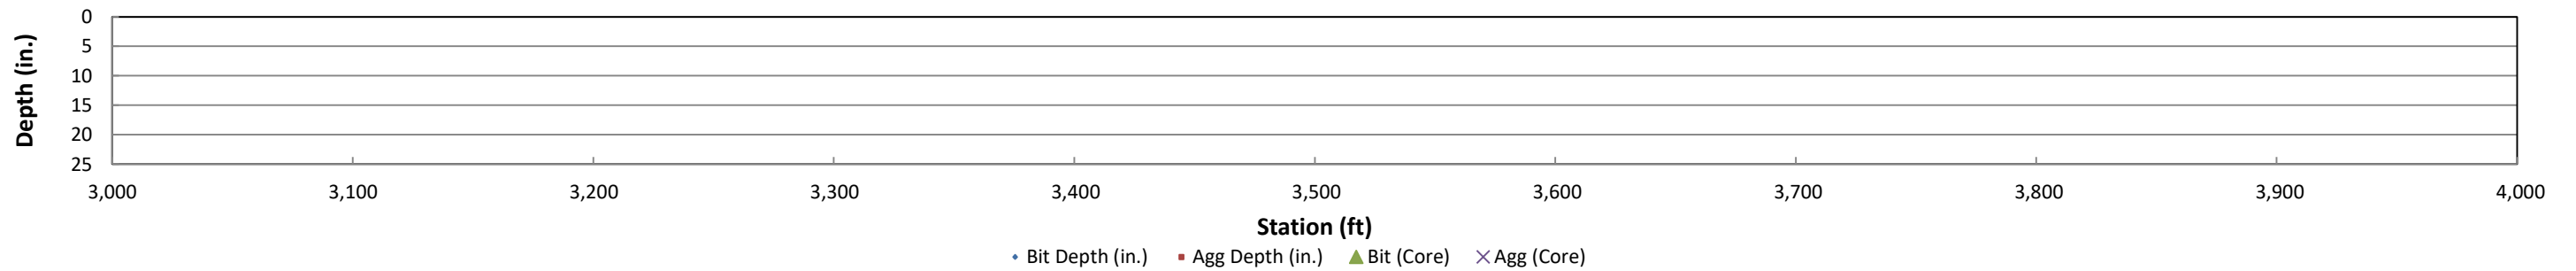 Depth (in.)
0
5
10
15
20
25
3,000 3,100 3,200 3,300 3,400 3,500 3,600 3,700 3,800 3,900 4,000
Station (ft)
Bit Depth (in.) Agg Depth (in.) Bit (Core) Agg (Core)